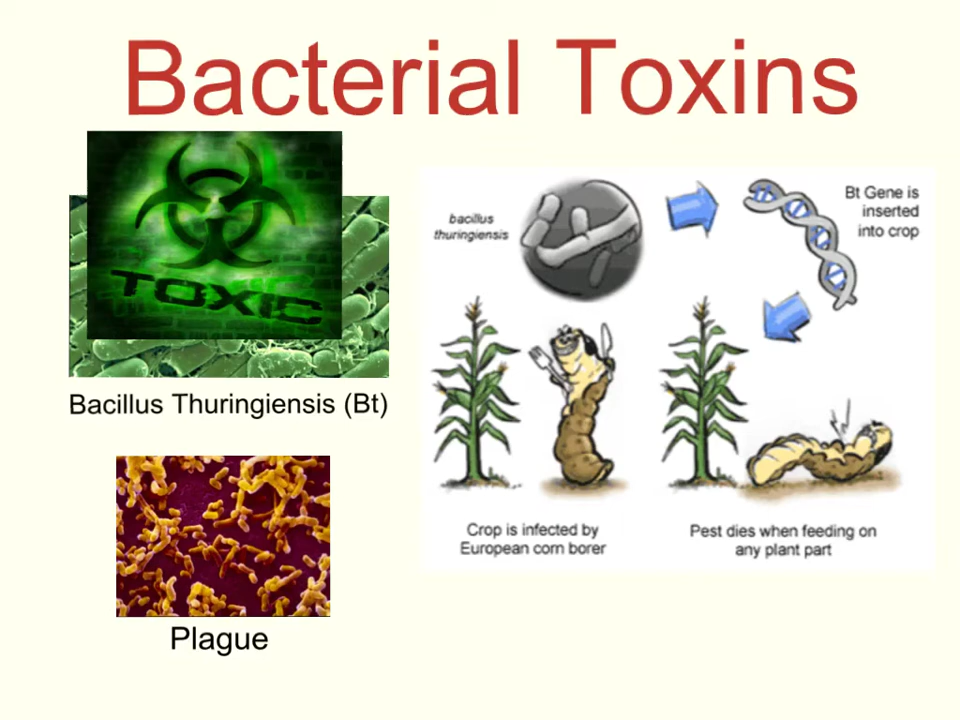 Bacterial Toxins
TOXIC
Bacillus Thuringiensis (Bt)
Plague
bacillus
thuringiensis
Bt Gene is
inserted
into crop
Crop is infected by
European corn borer
Pest dies when feeding on
any plant part